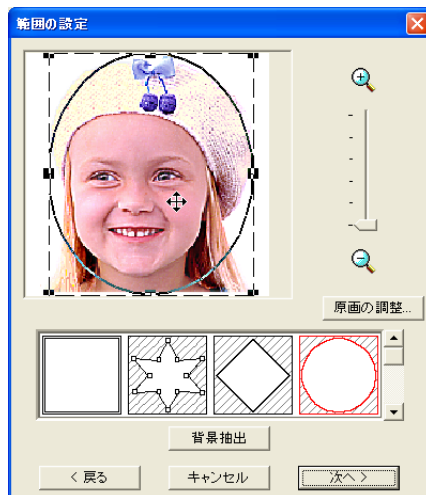 範囲の設定
原画の調整...
背景抽出
< 戻る
キャンセル
次へ >